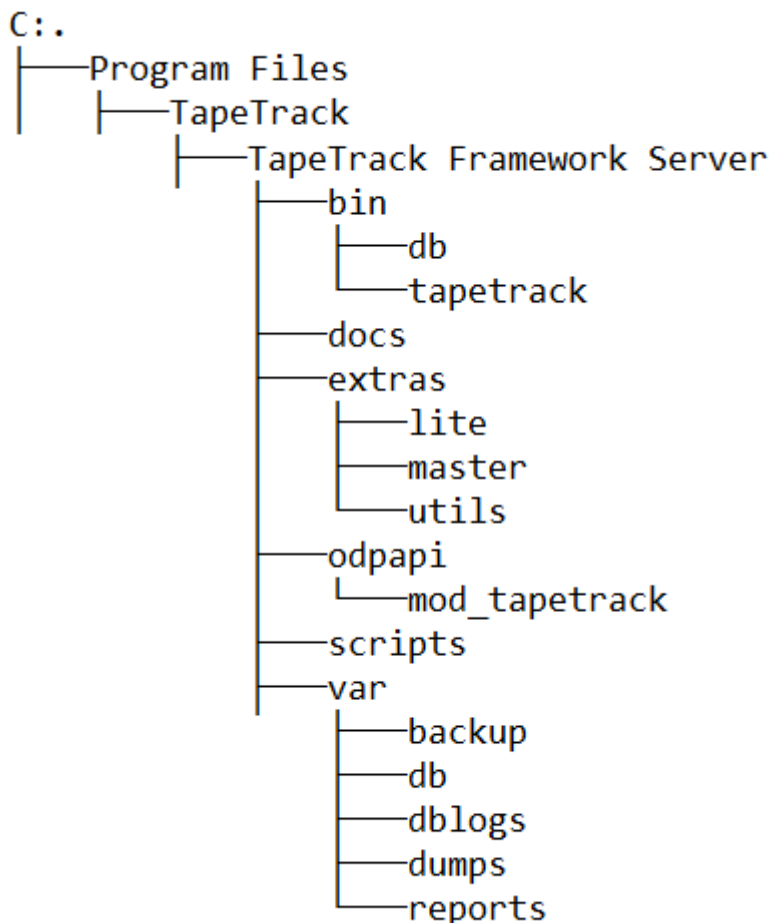 C:.
Program Files
TapeTrack
TapeTrack Framework Server
bin
db
tapetrack
docs
extras
lite
master
utils
odpapi
mod_tapetrack
scripts
var
backup
db
dblogs
dumps
reports